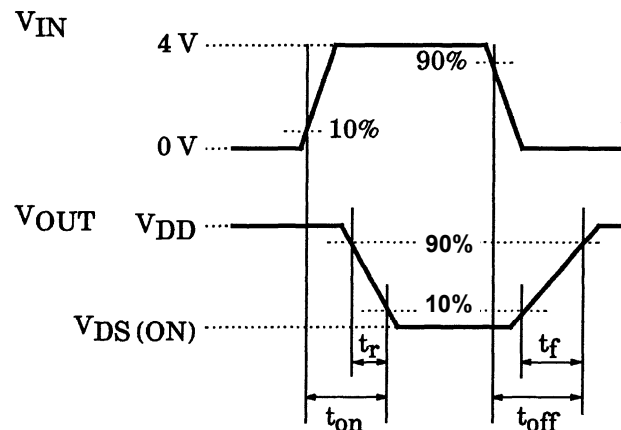 VIN
4 V
90%
10%
0 V
VOUT
VDD
90%
10%
VDS (ON)
tr
tf
ton
toff